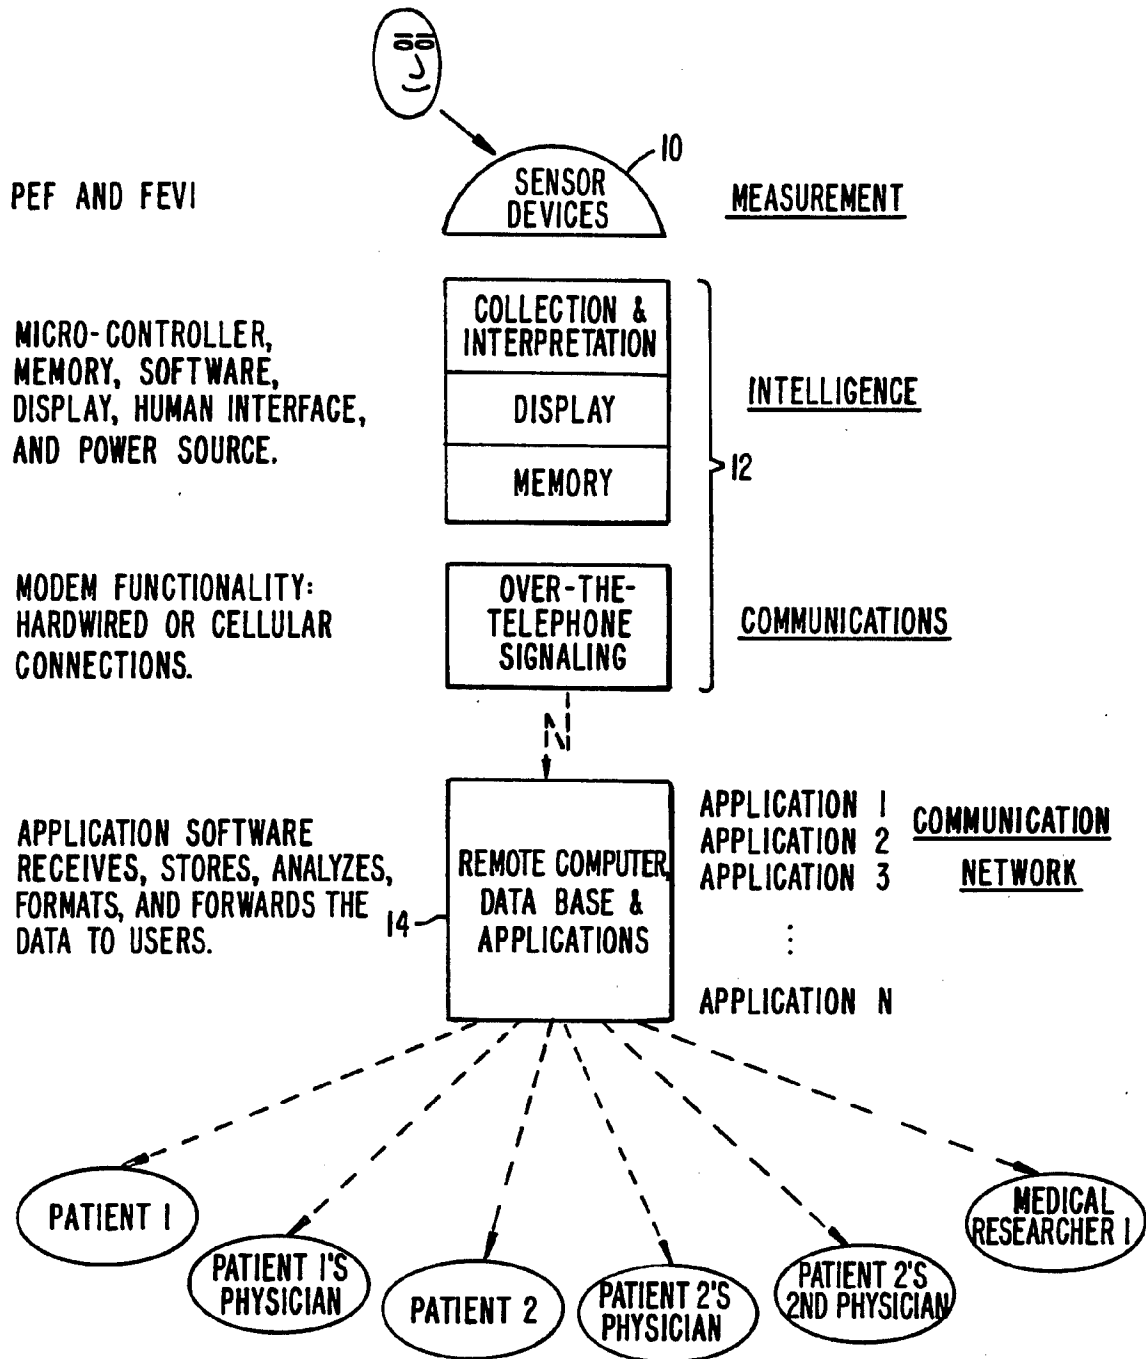 10
PEF AND FEVI
SENSOR
DEVICES
MEASUREMENT
COLLECTION &
INTERPRETATION
MICRO-CONTROLLER,
MEMORY, SOFTWARE,
DISPLAY, HUMAN INTERFACE,
AND POWER SOURCE.
DISPLAY
INTELLIGENCE
MEMORY
12
MODEM FUNCTIONALITY:
HARDWIRED OR CELLULAR
CONNECTIONS.
OVER-THE-
TELEPHONE
SIGNALING
COMMUNICATIONS
APPLICATION SOFTWARE
RECEIVES, STORES, ANALYZES,
FORMATS, AND FORWARDS THE
DATA TO USERS.
14
REMOTE COMPUTER,
DATA BASE &
APPLICATIONS
APPLICATION 1
APPLICATION 2
APPLICATION 3
⋮
APPLICATION N
COMMUNICATION
NETWORK
PATIENT 1
PATIENT 1'S
PHYSICIAN
PATIENT 2
PATIENT 2'S
PHYSICIAN
PATIENT 2'S
2ND PHYSICIAN
MEDICAL
RESEARCHER 1